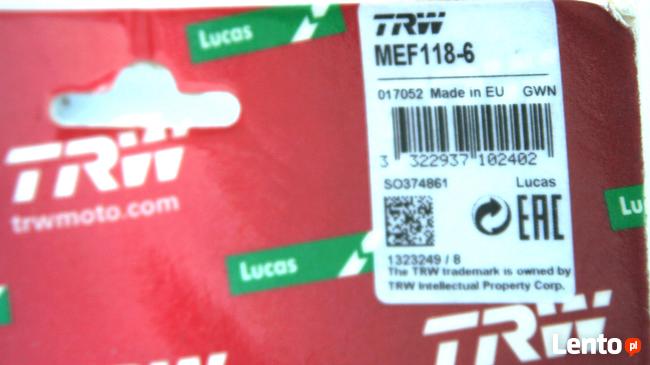 Lucas
TRW
trwmoto.com
Lucas
TRW
MEF118-6
017052 Made in EU GWN
3 322937 102402
SO374861 Lucas
EAC
1323249 / 8
The TRW trademark is owned by
TRW Intellectual Property Corp.
Lu
TRW
TRW
Lento.pl